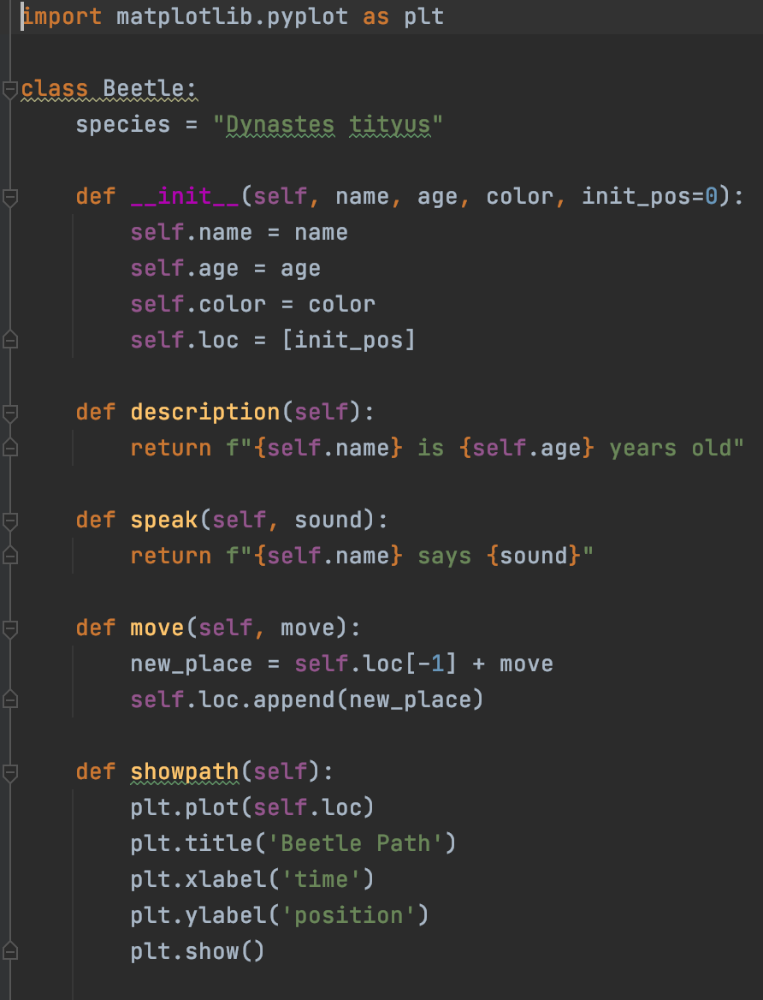 import matplotlib.pyplot as plt
class Beetle:
    species = "Dynastes tityus"
    def __init__(self, name, age, color, init_pos=0):
        self.name = name
        self.age = age
        self.color = color
        self.loc = [init_pos]
    def description(self):
        return f"{self.name} is {self.age} years old"
    def speak(self, sound):
        return f"{self.name} says {sound}"
    def move(self, move):
        new_place = self.loc[-1] + move
        self.loc.append(new_place)
    def showpath(self):
        plt.plot(self.loc)
        plt.title('Beetle Path')
        plt.xlabel('time')
        plt.ylabel('position')
        plt.show()